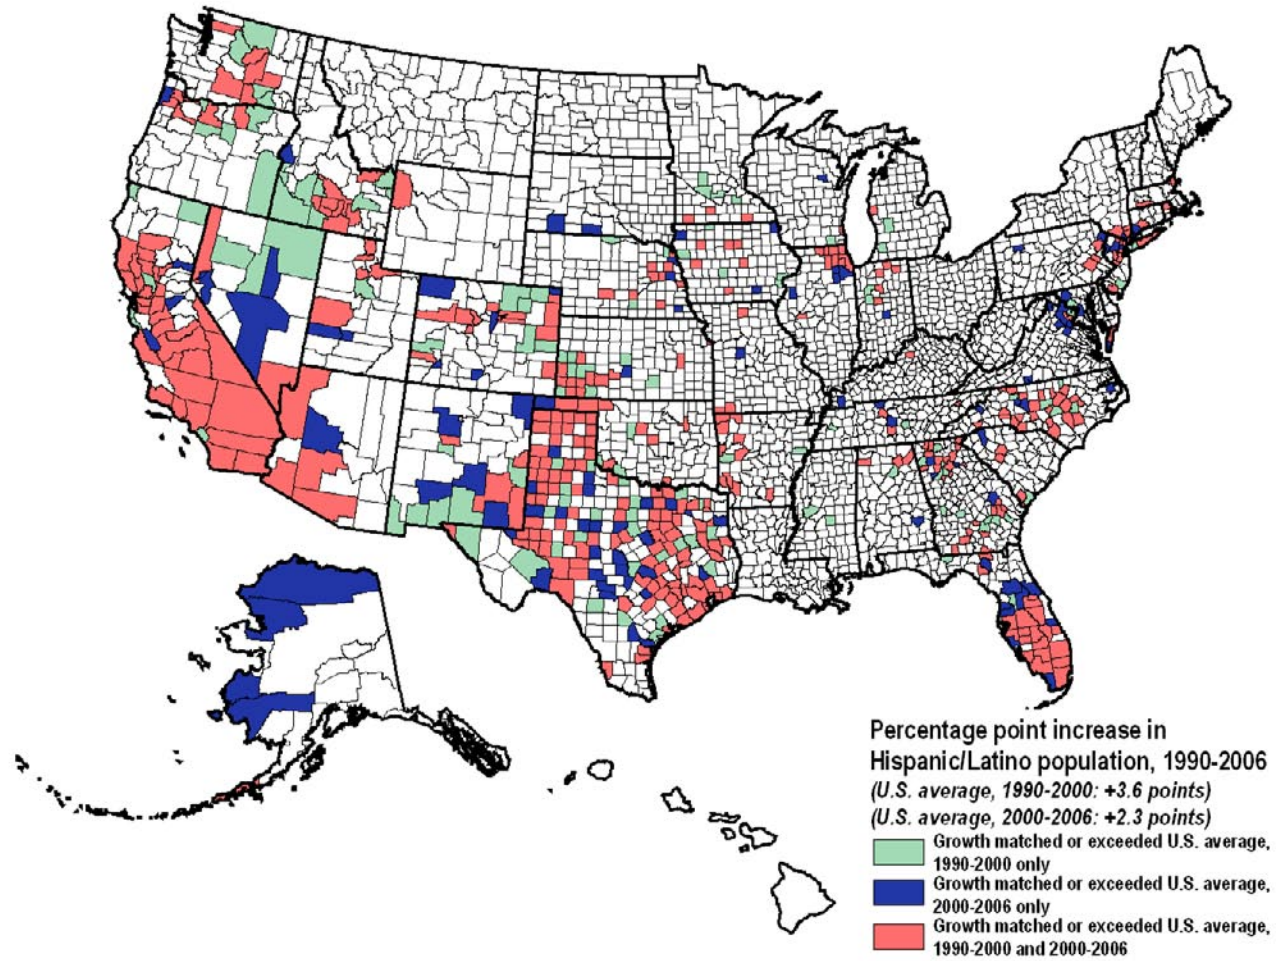 Percentage point increase in
Hispanic/Latino population, 1990-2006
(U.S. average, 1990-2000: +3.6 points)
(U.S. average, 2000-2006: +2.3 points)
Growth matched or exceeded U.S. average,
1990-2000 only
Growth matched or exceeded U.S. average,
2000-2006 only
Growth matched or exceeded U.S. average,
1990-2000 and 2000-2006